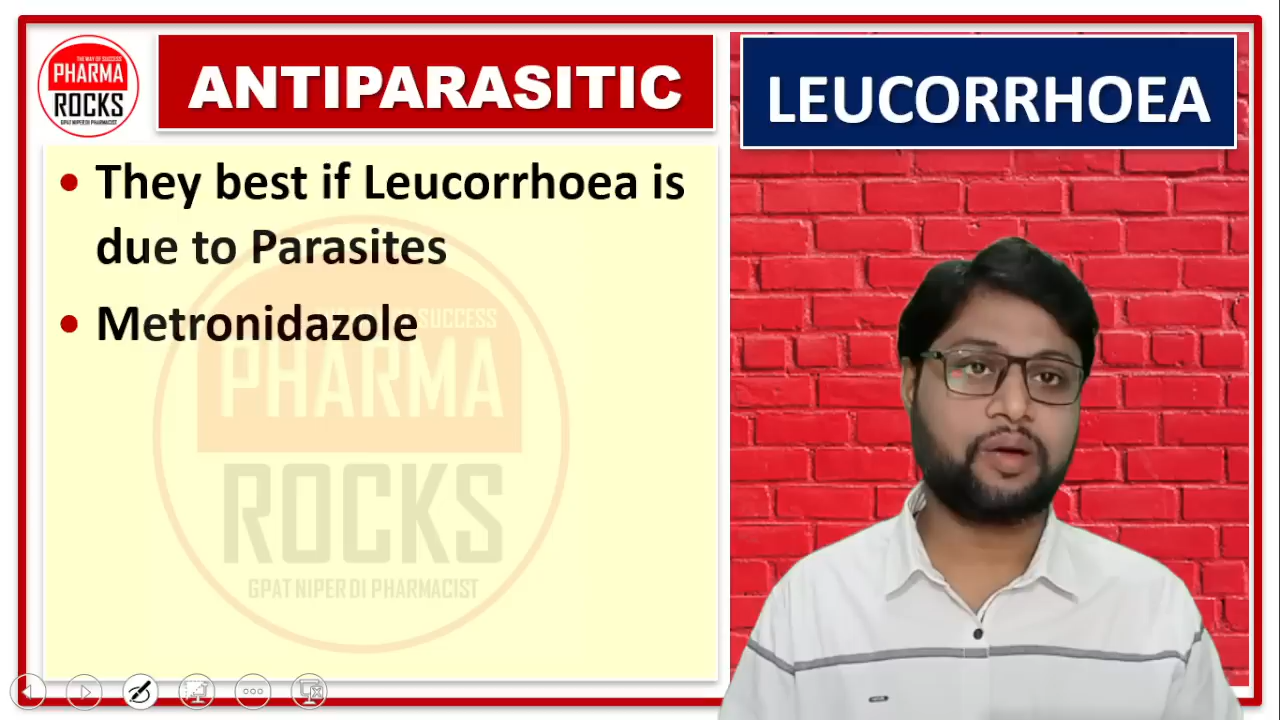 THE WAY OF SUCCESS
PHARMA
ROCKS
GPAT NIPER DI PHARMACIST
ANTIPARASITIC
LEUCORRHOEA
• They best if Leucorrhoea is
due to Parasites
• Metronidazole
SUCCESS
PHARMA
ROCKS
GPAT NIPER DI PHARMACIST